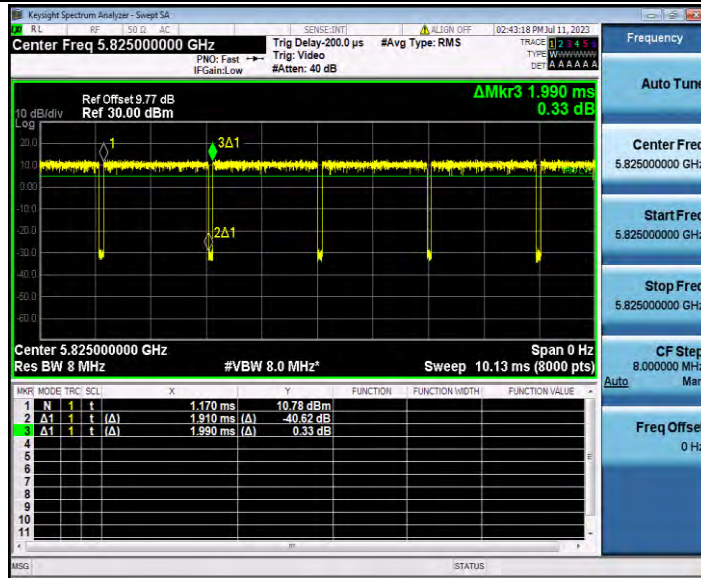 Keysight Spectrum Analyzer - Swept SA
RL RF 50 Ω AC SENSE:INT ALIGN OFF 02:43:18 PM Jul 11, 2023
Center Freq 5.825000000 GHz
PNO: Fast
IFGain:Low
Trig Delay-200.0 µs
Trig: Video
#Atten: 40 dB
#Avg Type: RMS
TRACE 1 2 3 4 5 6
TYPE WWWWWW
DET A A A A A A
Ref Offset 9.77 dB
10 dB/div Ref 30.00 dBm
Log
ΔMkr3 1.990 ms
0.33 dB
20.0
10.0
0.00
-10.0
-20.0
-30.0
-40.0
-50.0
-60.0
1
3Δ1
2Δ1
Center 5.825000000 GHz Span 0 Hz
Res BW 8 MHz #VBW 8.0 MHz* Sweep 10.13 ms (8000 pts)
MKR MODE TRC SCL X Y FUNCTION FUNCTION WIDTH FUNCTION VALUE
1 N 1 t 1.170 ms 10.78 dBm
2 Δ1 1 t (Δ) 1.910 ms (Δ) -40.62 dB
3 Δ1 1 t (Δ) 1.990 ms (Δ) 0.33 dB
4
5
6
7
8
9
10
11
MSG STATUS
Frequency
Auto Tune
Center Freq
5.825000000 GHz
Start Freq
5.825000000 GHz
Stop Freq
5.825000000 GHz
CF Step
8.000000 MHz
Auto Man
Freq Offset
0 Hz